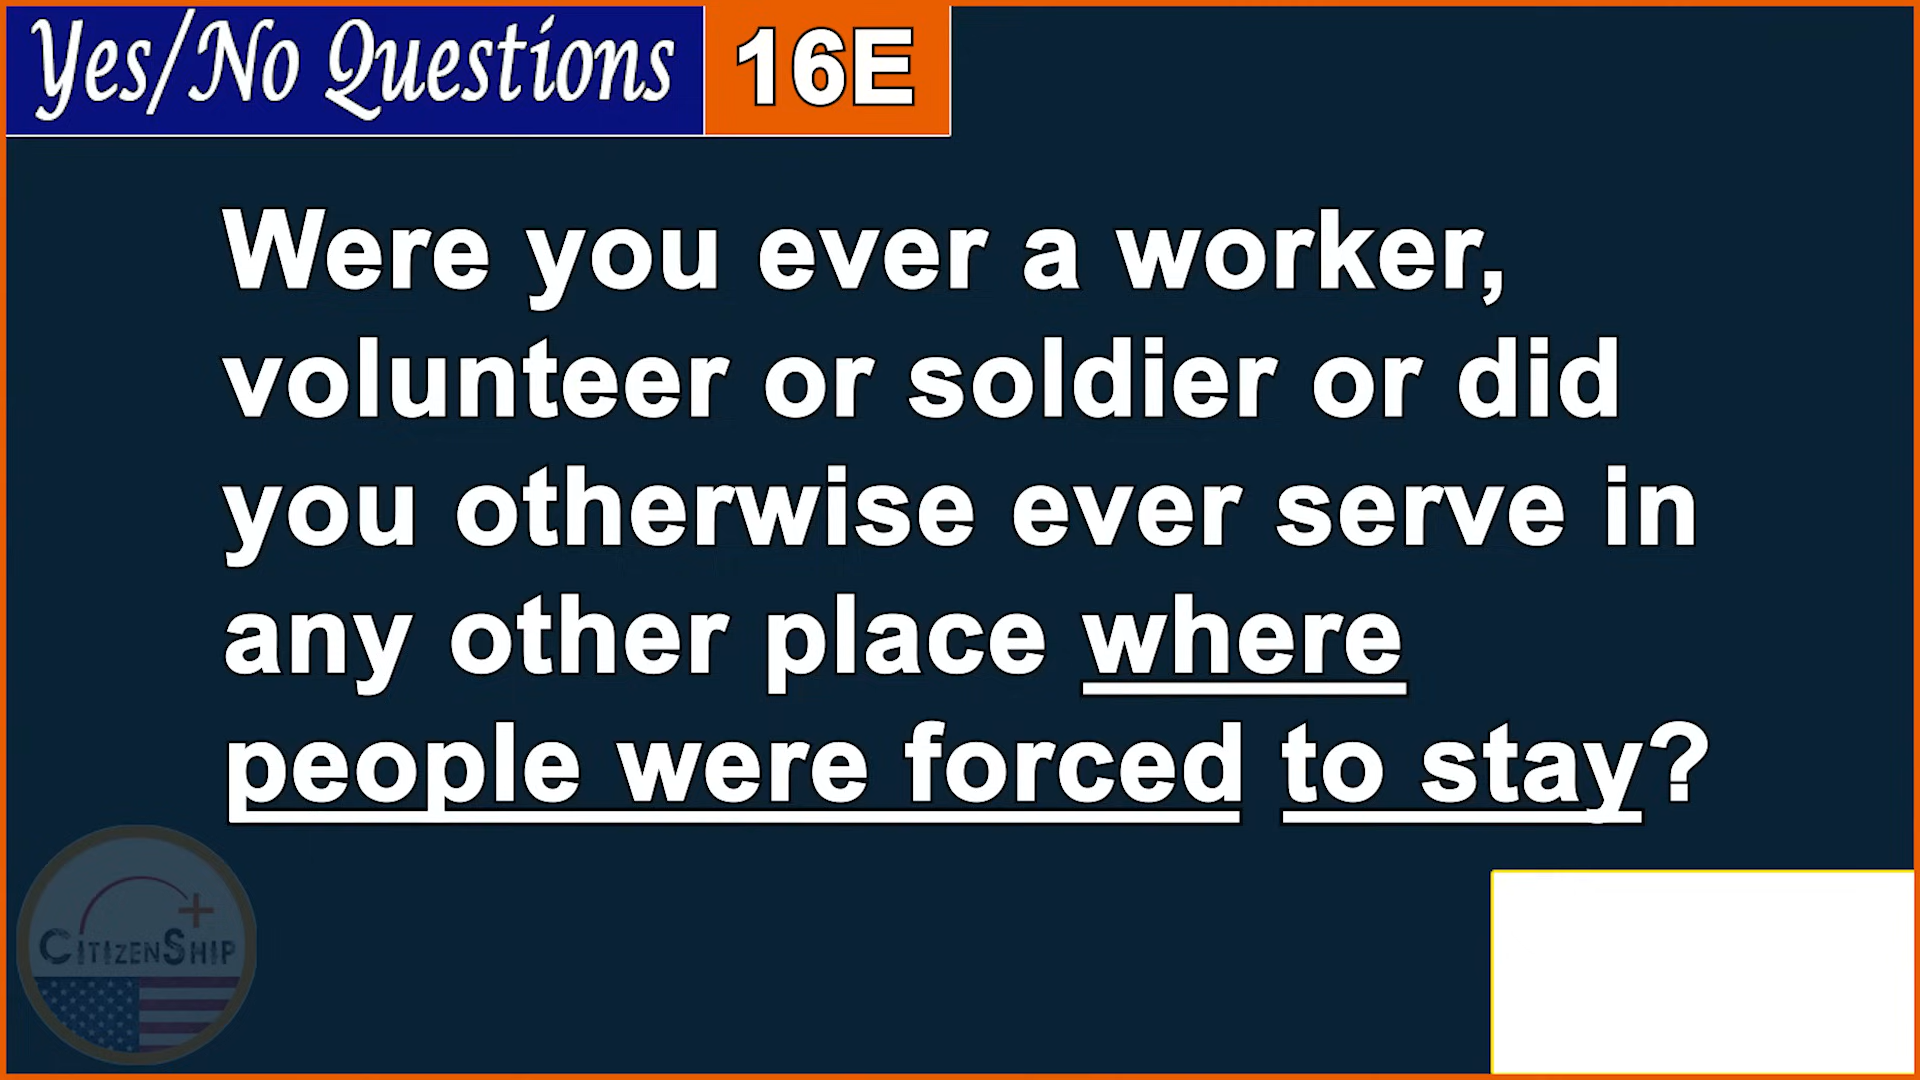 Yes/No Questions
16E
Were you ever a worker,
volunteer or soldier or did
you otherwise ever serve in
any other place where
people were forced to stay?
CITIZENSHIP